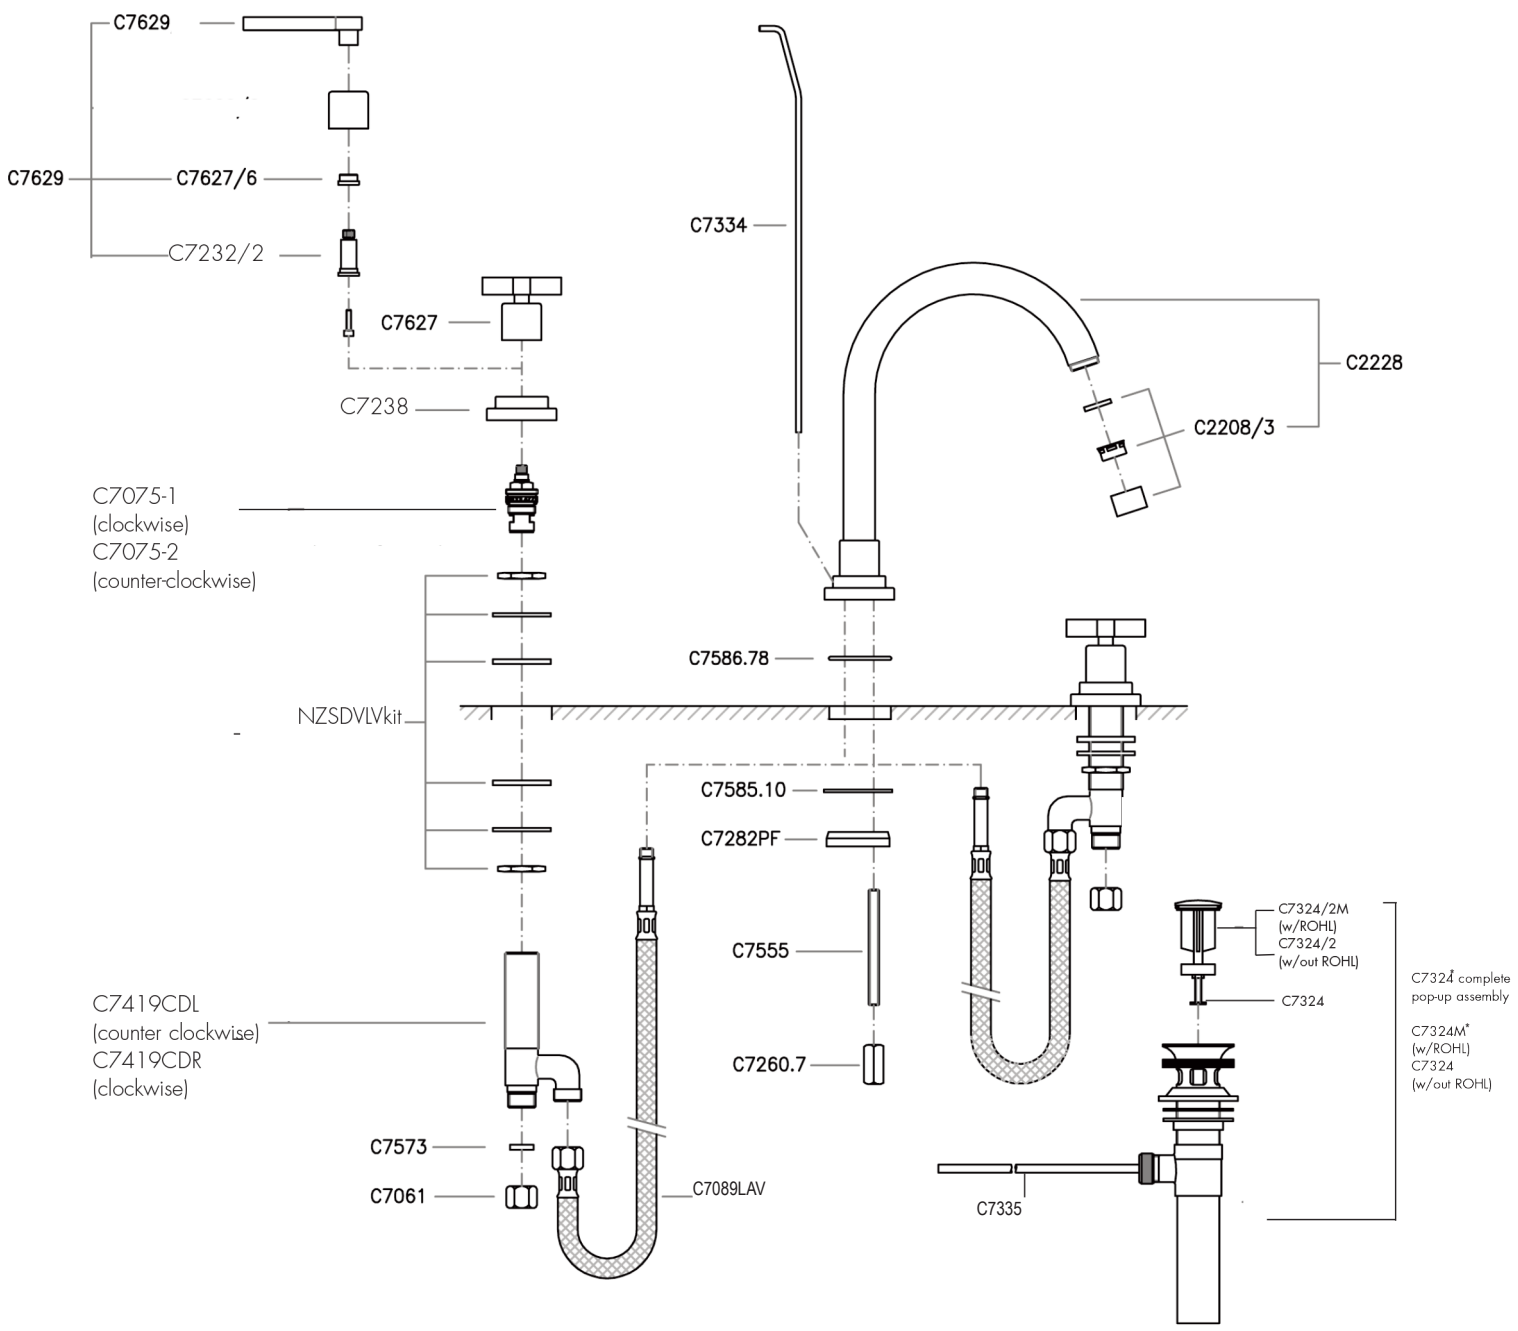 C7629
C7629
C7627/6
C7232/2
C7627
C7238
C7075-1
(clockwise)
C7075-2
(counter-clockwise)
NZSDVLVkit
C7419CDL
(counter clockwise)
C7419CDR
(clockwise)
C7573
C7061
C7089LAV
C7334
C2228
C2208/3
C7586.78
C7585.10
C7282PF
C7555
C7260.7
C7335
C7324/2M
(w/ROHL)
C7324/2
(w/out ROHL)
C7324
C7324* complete
pop-up assembly
C7324M*
(w/ROHL)
C7324
(w/out ROHL)